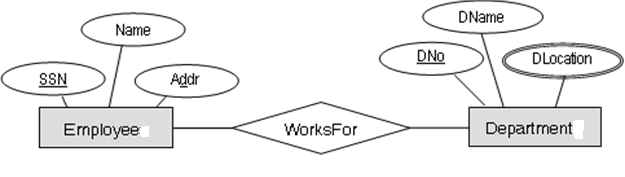 DName
Name
DNo
DLocation
SSN
Addr
Employee
WorksFor
Department